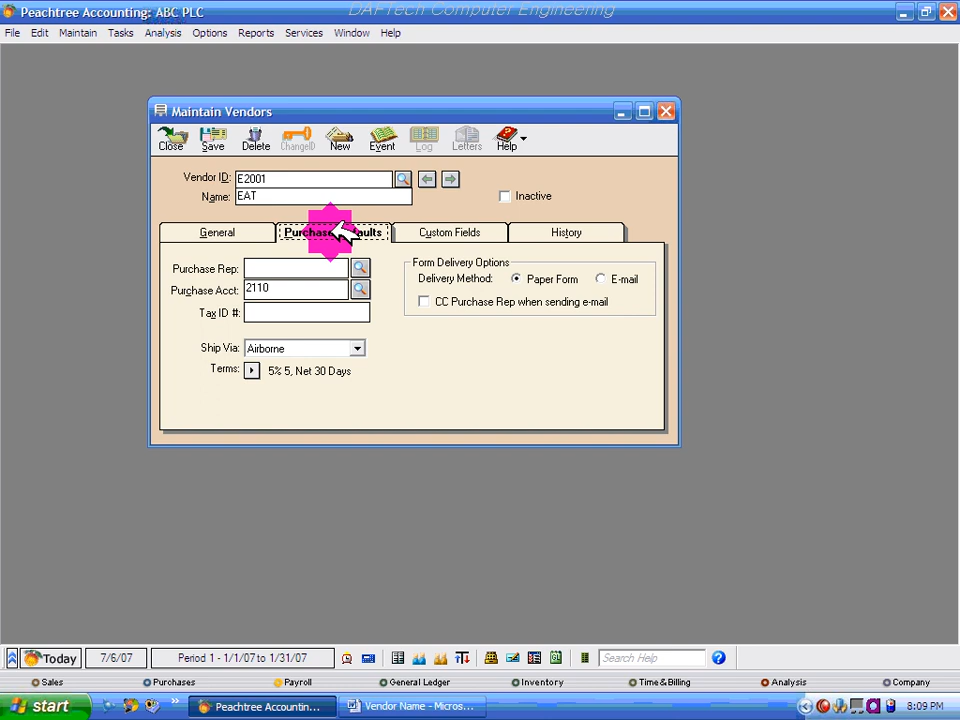 Peachtree Accounting: ABC PLC
DAFTech Computer Engineering
File Edit Maintain Tasks Analysis Options Reports Services Window Help
Maintain Vendors
Close Save Delete ChangeID New Event Log Letters Help
Vendor ID: E2001
Name: EAT
Inactive
General Custom Fields History
Purchase Rep:
Form Delivery Options
Delivery Method: Paper Form E-mail
Purchase Acct: 2110
CC Purchase Rep when sending e-mail
Tax ID #:
Ship Via: Airborne
Terms: 5% 5, Net 30 Days
Today 7/6/07 Period 1 - 1/1/07 to 1/31/07 Search Help
Sales Purchases Payroll General Ledger Inventory Time & Billing Analysis Company
start Peachtree Accountin... Vendor Name - Micros... 8:09 PM